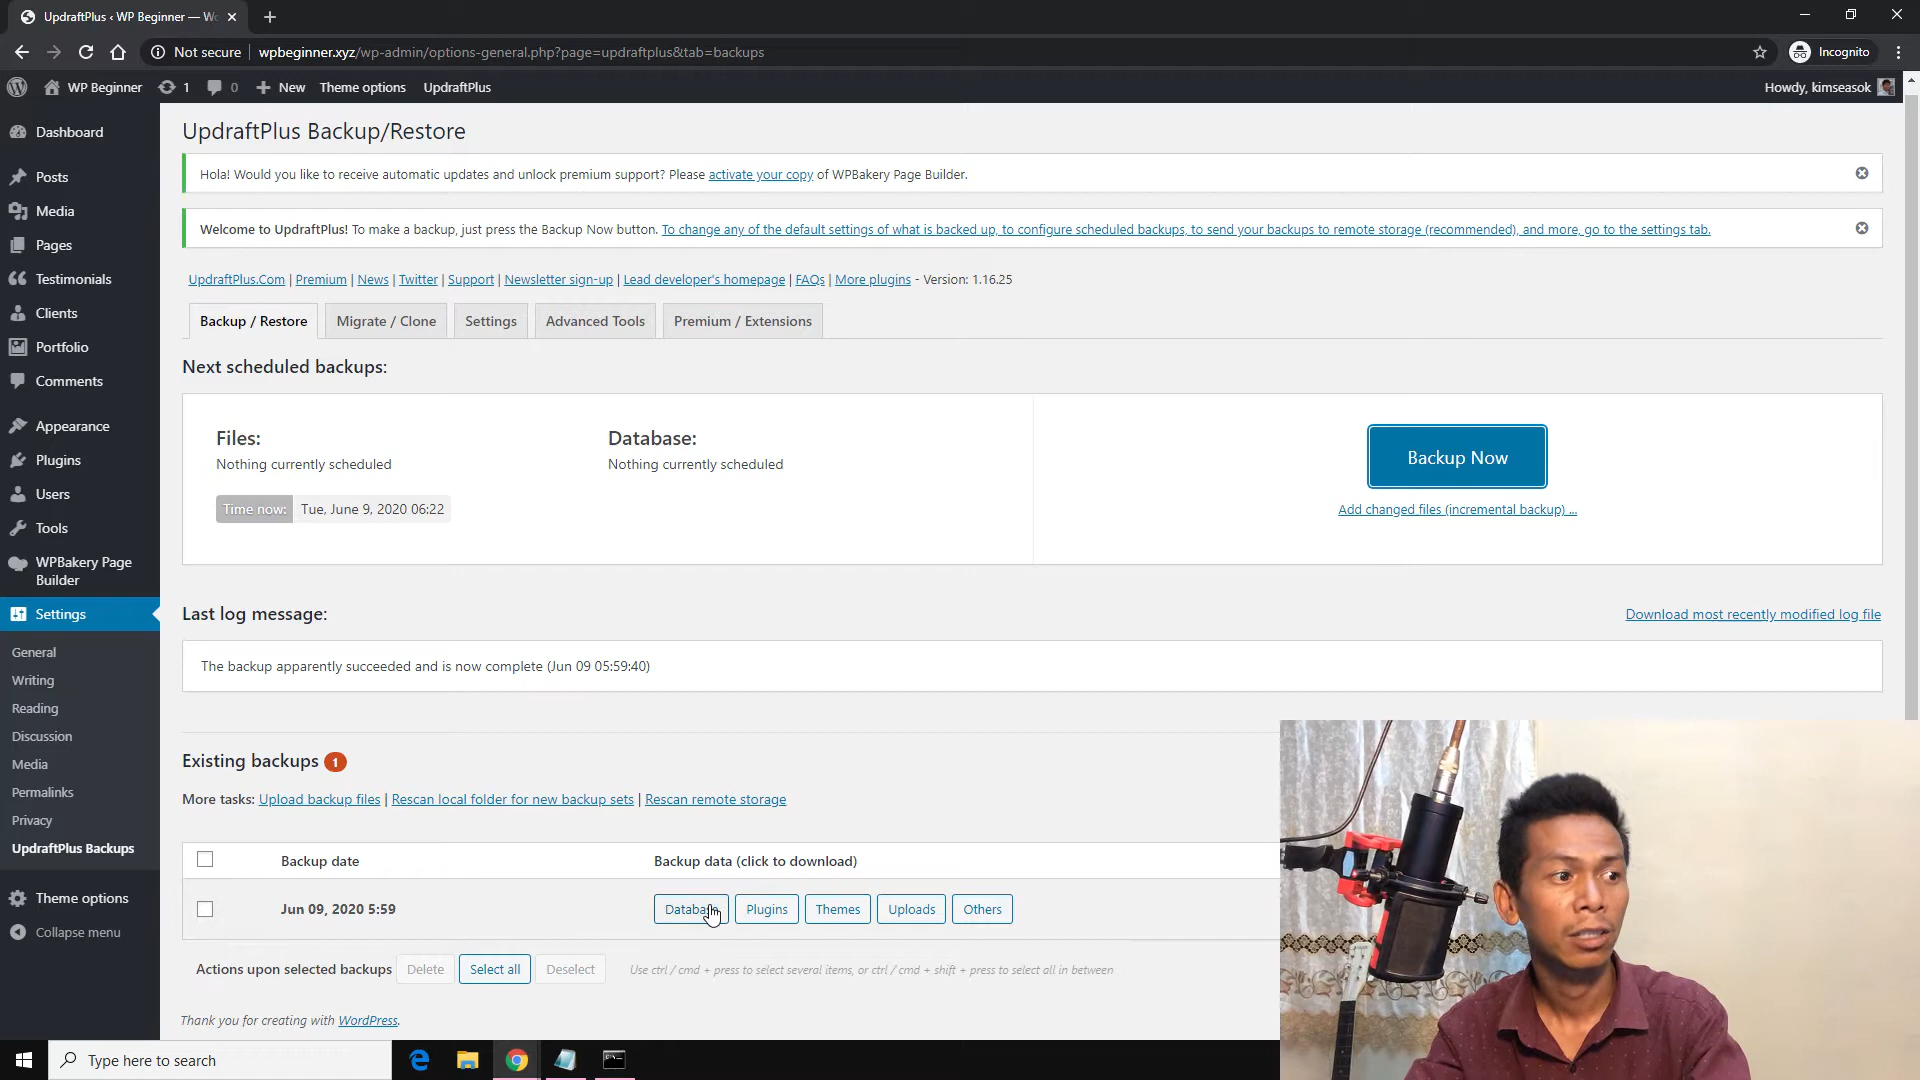 UpdraftPlus ‹ WP Beginner — Wo
Not secure
wpbeginner.xyz/wp-admin/options-general.php?page=updraftplus&tab=backups
Incognito
WP Beginner
1
0
New
Theme options
UpdraftPlus
Howdy, kimseasok
Dashboard
Posts
Media
Pages
Testimonials
Clients
Portfolio
Comments
Appearance
Plugins
Users
Tools
WPBakery Page
Builder
Settings
General
Writing
Reading
Discussion
Media
Permalinks
Privacy
UpdraftPlus Backups
Theme options
Collapse menu
UpdraftPlus Backup/Restore
Hola! Would you like to receive automatic updates and unlock premium support? Please activate your copy of WPBakery Page Builder.
Welcome to UpdraftPlus! To make a backup, just press the Backup Now button. To change any of the default settings of what is backed up, to configure scheduled backups, to send your backups to remote storage (recommended), and more, go to the settings tab.
UpdraftPlus.Com | Premium | News | Twitter | Support | Newsletter sign-up | Lead developer's homepage | FAQs | More plugins - Version: 1.16.25
Backup / Restore
Migrate / Clone
Settings
Advanced Tools
Premium / Extensions
Next scheduled backups:
Files:
Nothing currently scheduled
Database:
Nothing currently scheduled
Time now: Tue, June 9, 2020 06:22
Backup Now
Add changed files (incremental backup) ...
Last log message:
Download most recently modified log file
The backup apparently succeeded and is now complete (Jun 09 05:59:40)
Existing backups 1
More tasks: Upload backup files | Rescan local folder for new backup sets | Rescan remote storage
Backup date
Backup data (click to download)
Jun 09, 2020 5:59
Database
Plugins
Themes
Uploads
Others
Actions upon selected backups
Delete
Select all
Deselect
Use ctrl / cmd + press to select several items, or ctrl / cmd + shift + press to select all in between
Thank you for creating with WordPress.
Type here to search